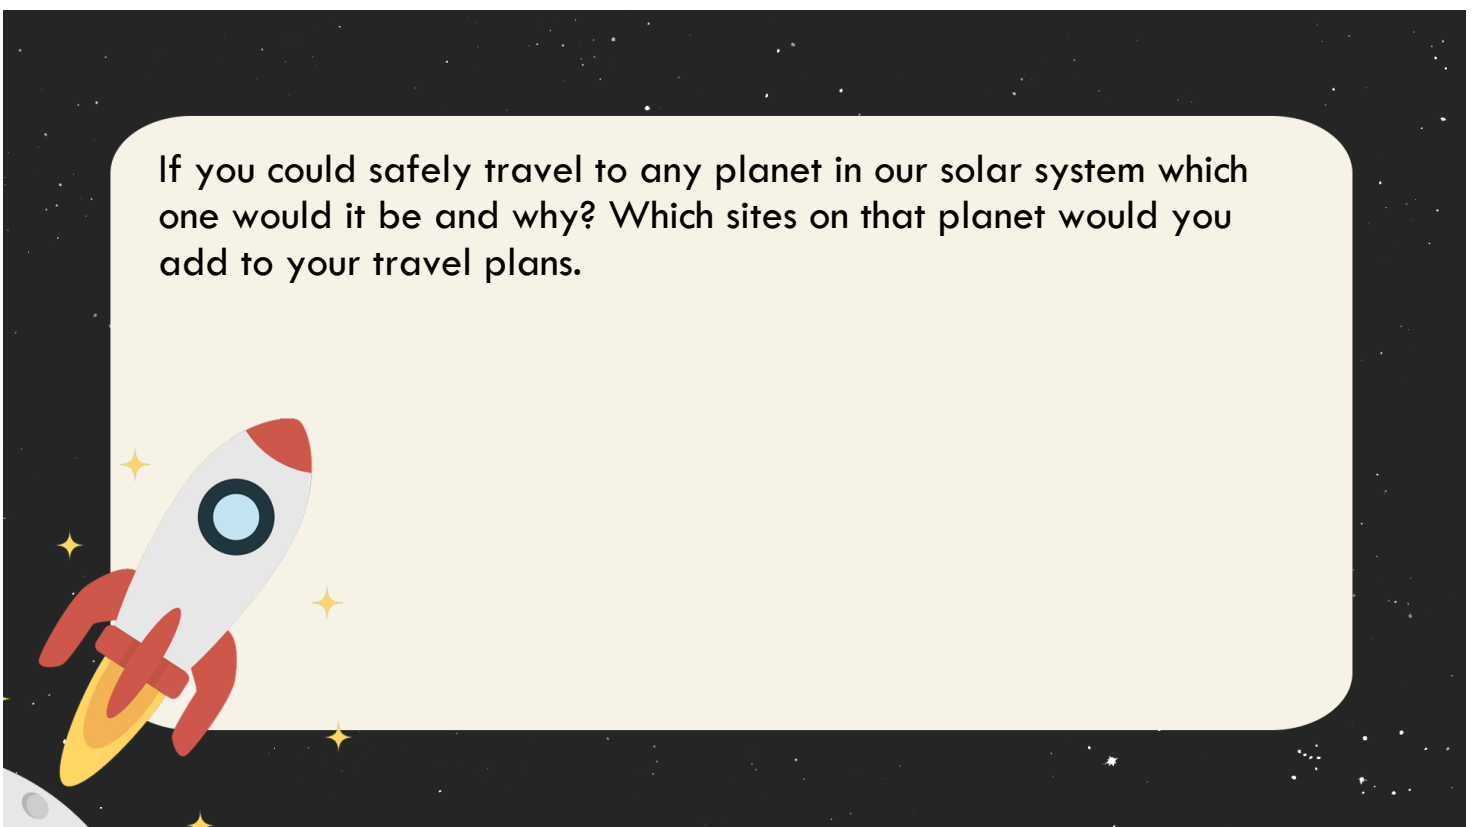 If you could safely travel to any planet in our solar system which
one would it be and why? Which sites on that planet would you
add to your travel plans.